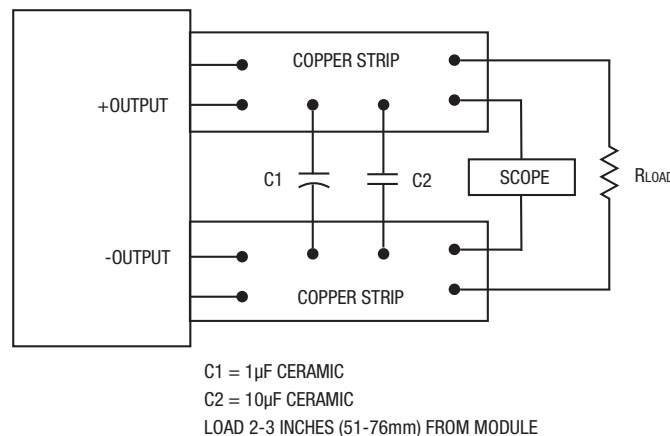 COPPER STRIP
+OUTPUT
C1
C2
SCOPE
RLOAD
-OUTPUT
COPPER STRIP
C1 = 1µF CERAMIC
C2 = 10µF CERAMIC
LOAD 2-3 INCHES (51-76mm) FROM MODULE